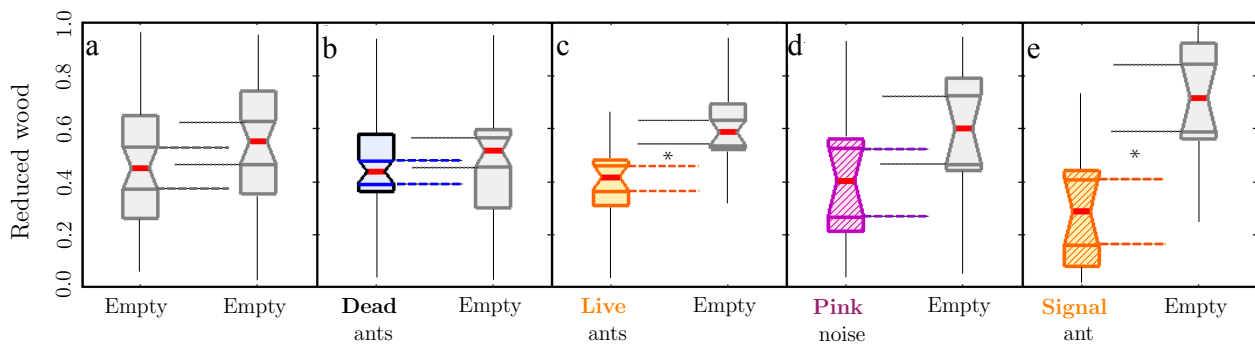 Reduced wood
1.0
0.8
0.6
0.4
0.2
0.0
a
b
c
d
e
*
*
Empty Empty Dead Empty Live Empty Pink Empty Signal Empty
ants ants noise ant